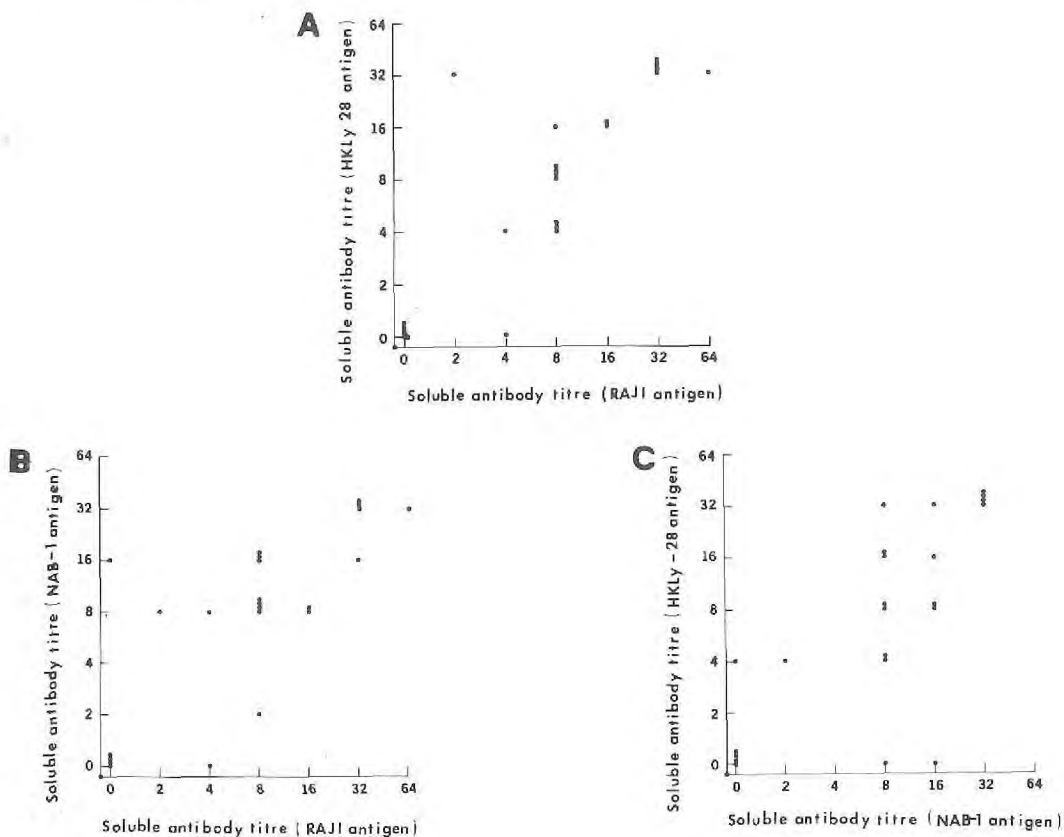 A
64
32
16
8
4
2
0
Soluble antibody titre (HKLy 28 antigen)
0 2 4 8 16 32 64
Soluble antibody titre (RAJI antigen)
B
64
32
16
8
4
2
0
Soluble antibody titre (NAB-1 antigen)
0 2 4 8 16 32 64
Soluble antibody titre (RAJI antigen)
C
64
32
16
8
4
2
0
Soluble antibody titre (HKLy-28 antigen)
0 2 4 8 16 32 64
Soluble antibody titre (NAB-1 antigen)